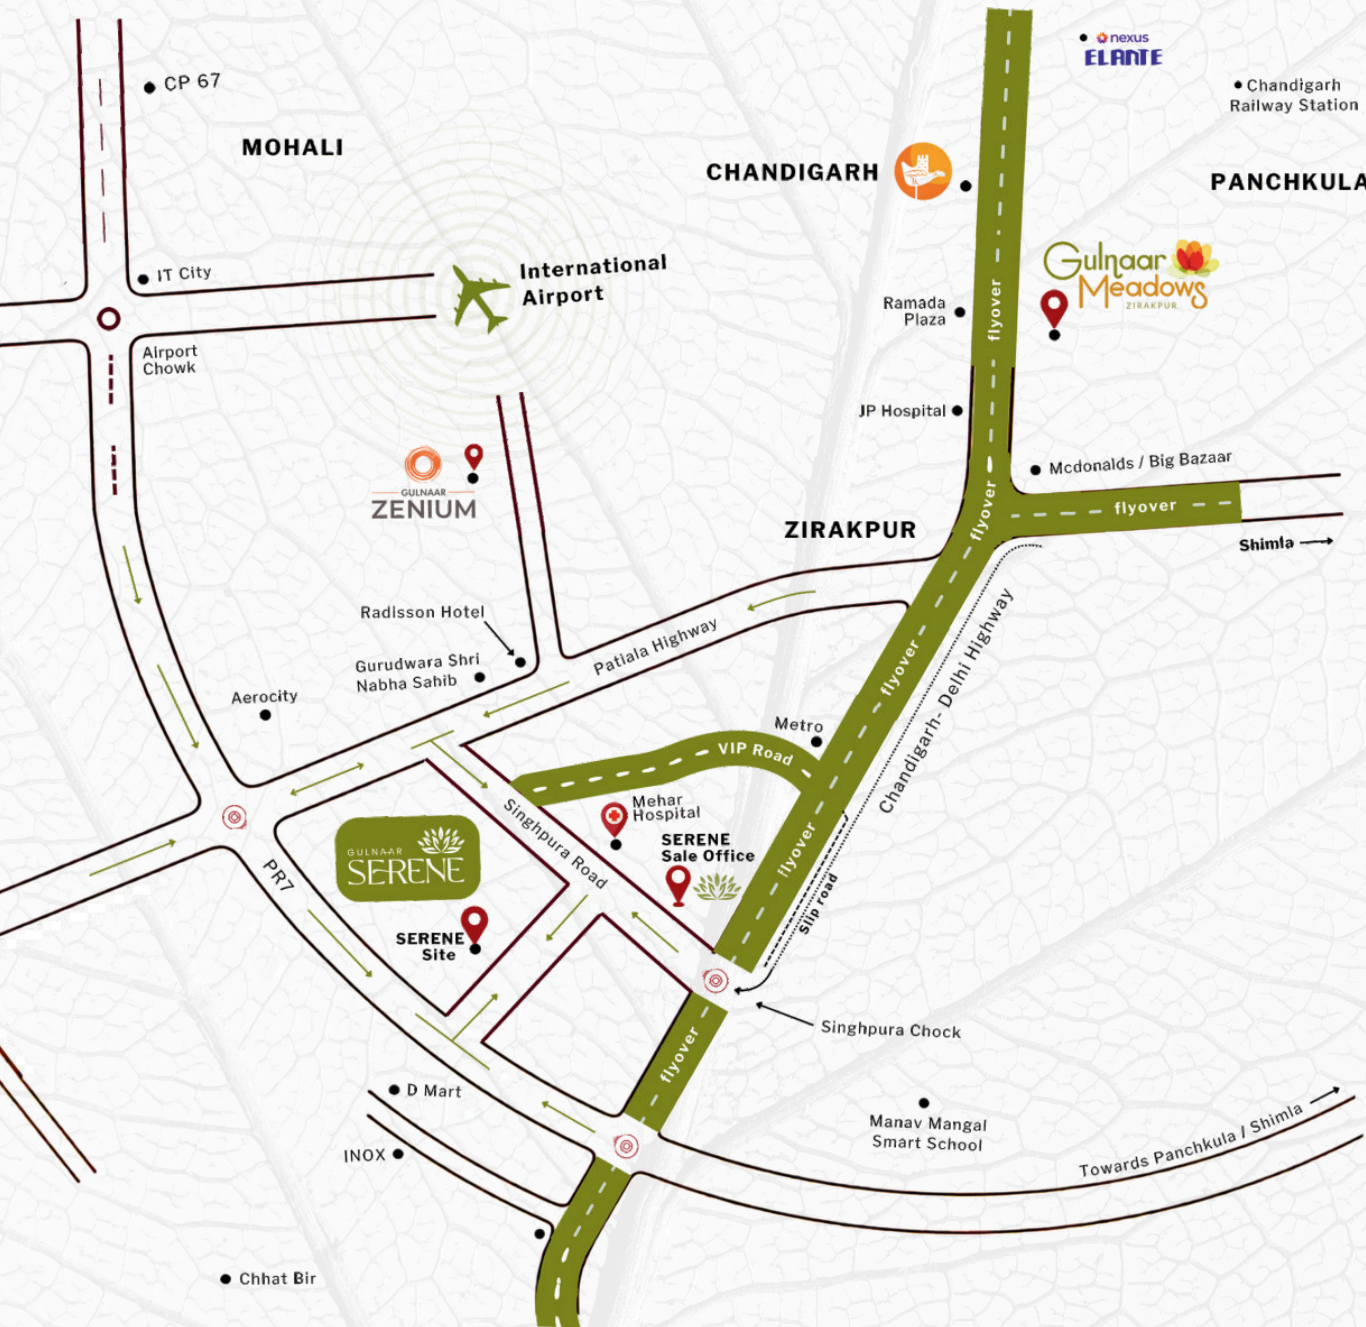 nexus
ELANTE
CP 67
Chandigarh
Railway Station
MOHALI
CHANDIGARH
PANCHKULA
IT City
International
Airport
Gulnaar
Meadows
ZIRAKPUR
Ramada
Plaza
flyover
Airport
Chowk
JP Hospital
Mcdonalds / Big Bazaar
GULNAAR
ZENIUM
flyover
flyover
ZIRAKPUR
Shimla
Radisson Hotel
Patiala Highway
Chandigarh- Delhi Highway
Gurudwara Shri
Nabha Sahib
flyover
Aerocity
Metro
VIP Road
Mehar
Hospital
Singhpura Road
GULNAAR
SERENE
SERENE
Sale Office
flyover
PR7
Slip road
SERENE
Site
Singhpura Chock
flyover
D Mart
Manav Mangal
Smart School
Towards Panchkula / Shimla
INOX
Chhat Bir